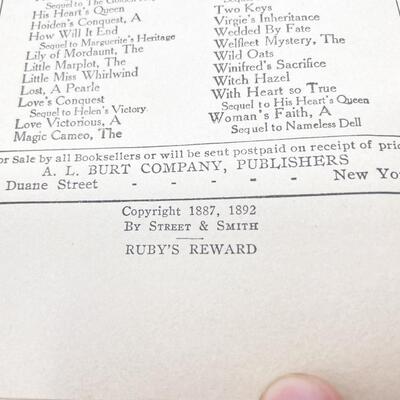 Sequel to The Golden
His Heart's Queen
Hoiden's Conquest, A
How Will It End
Sequel to Marguerite's Heritage
Lily of Mordaunt, The
Little Marplot, The
Little Miss Whirlwind
Lost, A Pearle
Love's Conquest
Sequel to Helen's Victory
Love Victorious, A
Magic Cameo, The
Two Keys
Virgie's Inheritance
Wedded By Fate
Welfleet Mystery, The
Wild Oats
Winifred's Sacrifice
Witch Hazel
With Heart so True
Sequel to His Heart's Queen
Woman's Faith, A
Sequel to Nameless Dell
or Sale by all Booksellers or will be sent postpaid on receipt of pric
A. L. BURT COMPANY, PUBLISHERS
Duane Street - - - - - New Yo
Copyright 1887, 1892
By Street & Smith
RUBY'S REWARD